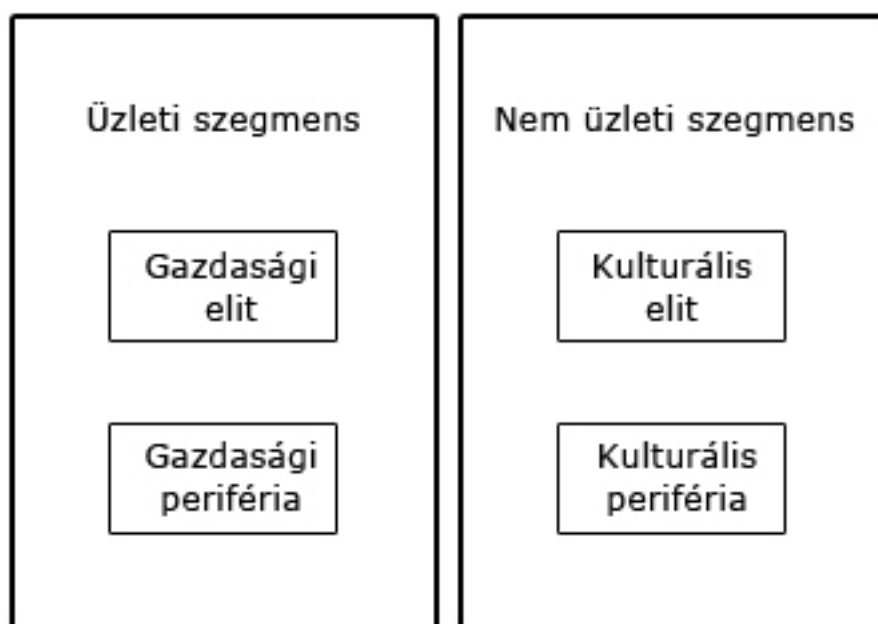 Üzleti szegmens
Gazdasági
elit
Gazdasági
periféria
Nem üzleti szegmens
Kulturális
elit
Kulturális
periféria